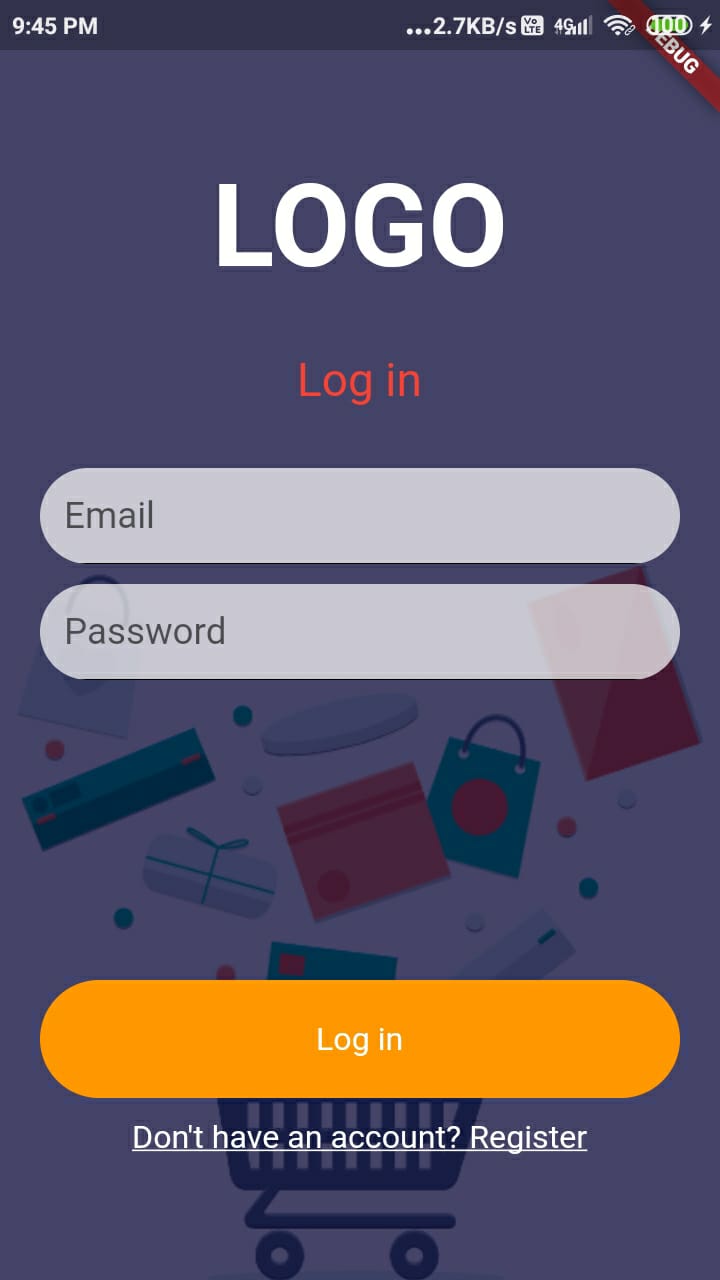 9:45 PM ...2.7KB/s Vo LTE 4G 100
DEBUG
LOGO
Log in
Email
Password
Log in
Don't have an account? Register